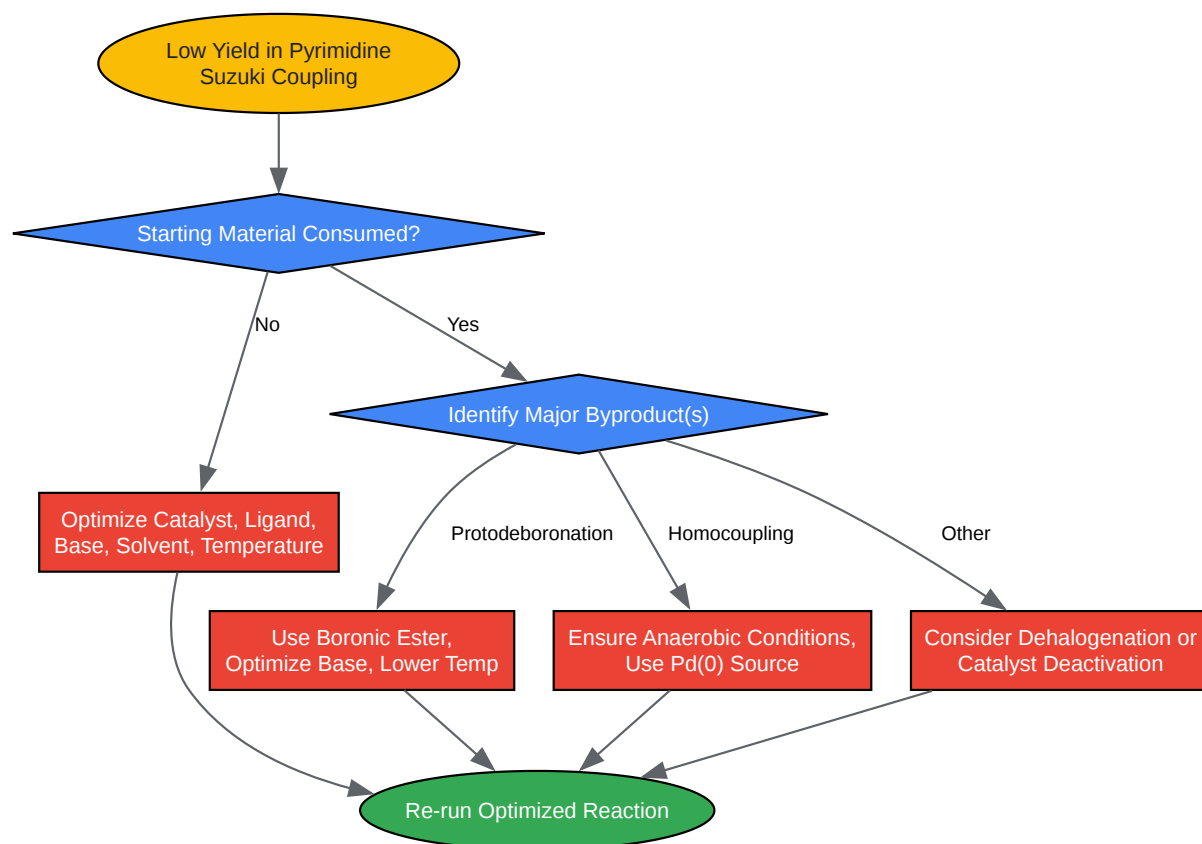 Low Yield in Pyrimidine
Suzuki Coupling
Starting Material Consumed?
No
Yes
Identify Major Byproduct(s)
Optimize Catalyst, Ligand,
Base, Solvent, Temperature
Protodeboronation
Homocoupling
Other
Use Boronic Ester,
Optimize Base, Lower Temp
Ensure Anaerobic Conditions,
Use Pd(0) Source
Consider Dehalogenation or
Catalyst Deactivation
Re-run Optimized Reaction